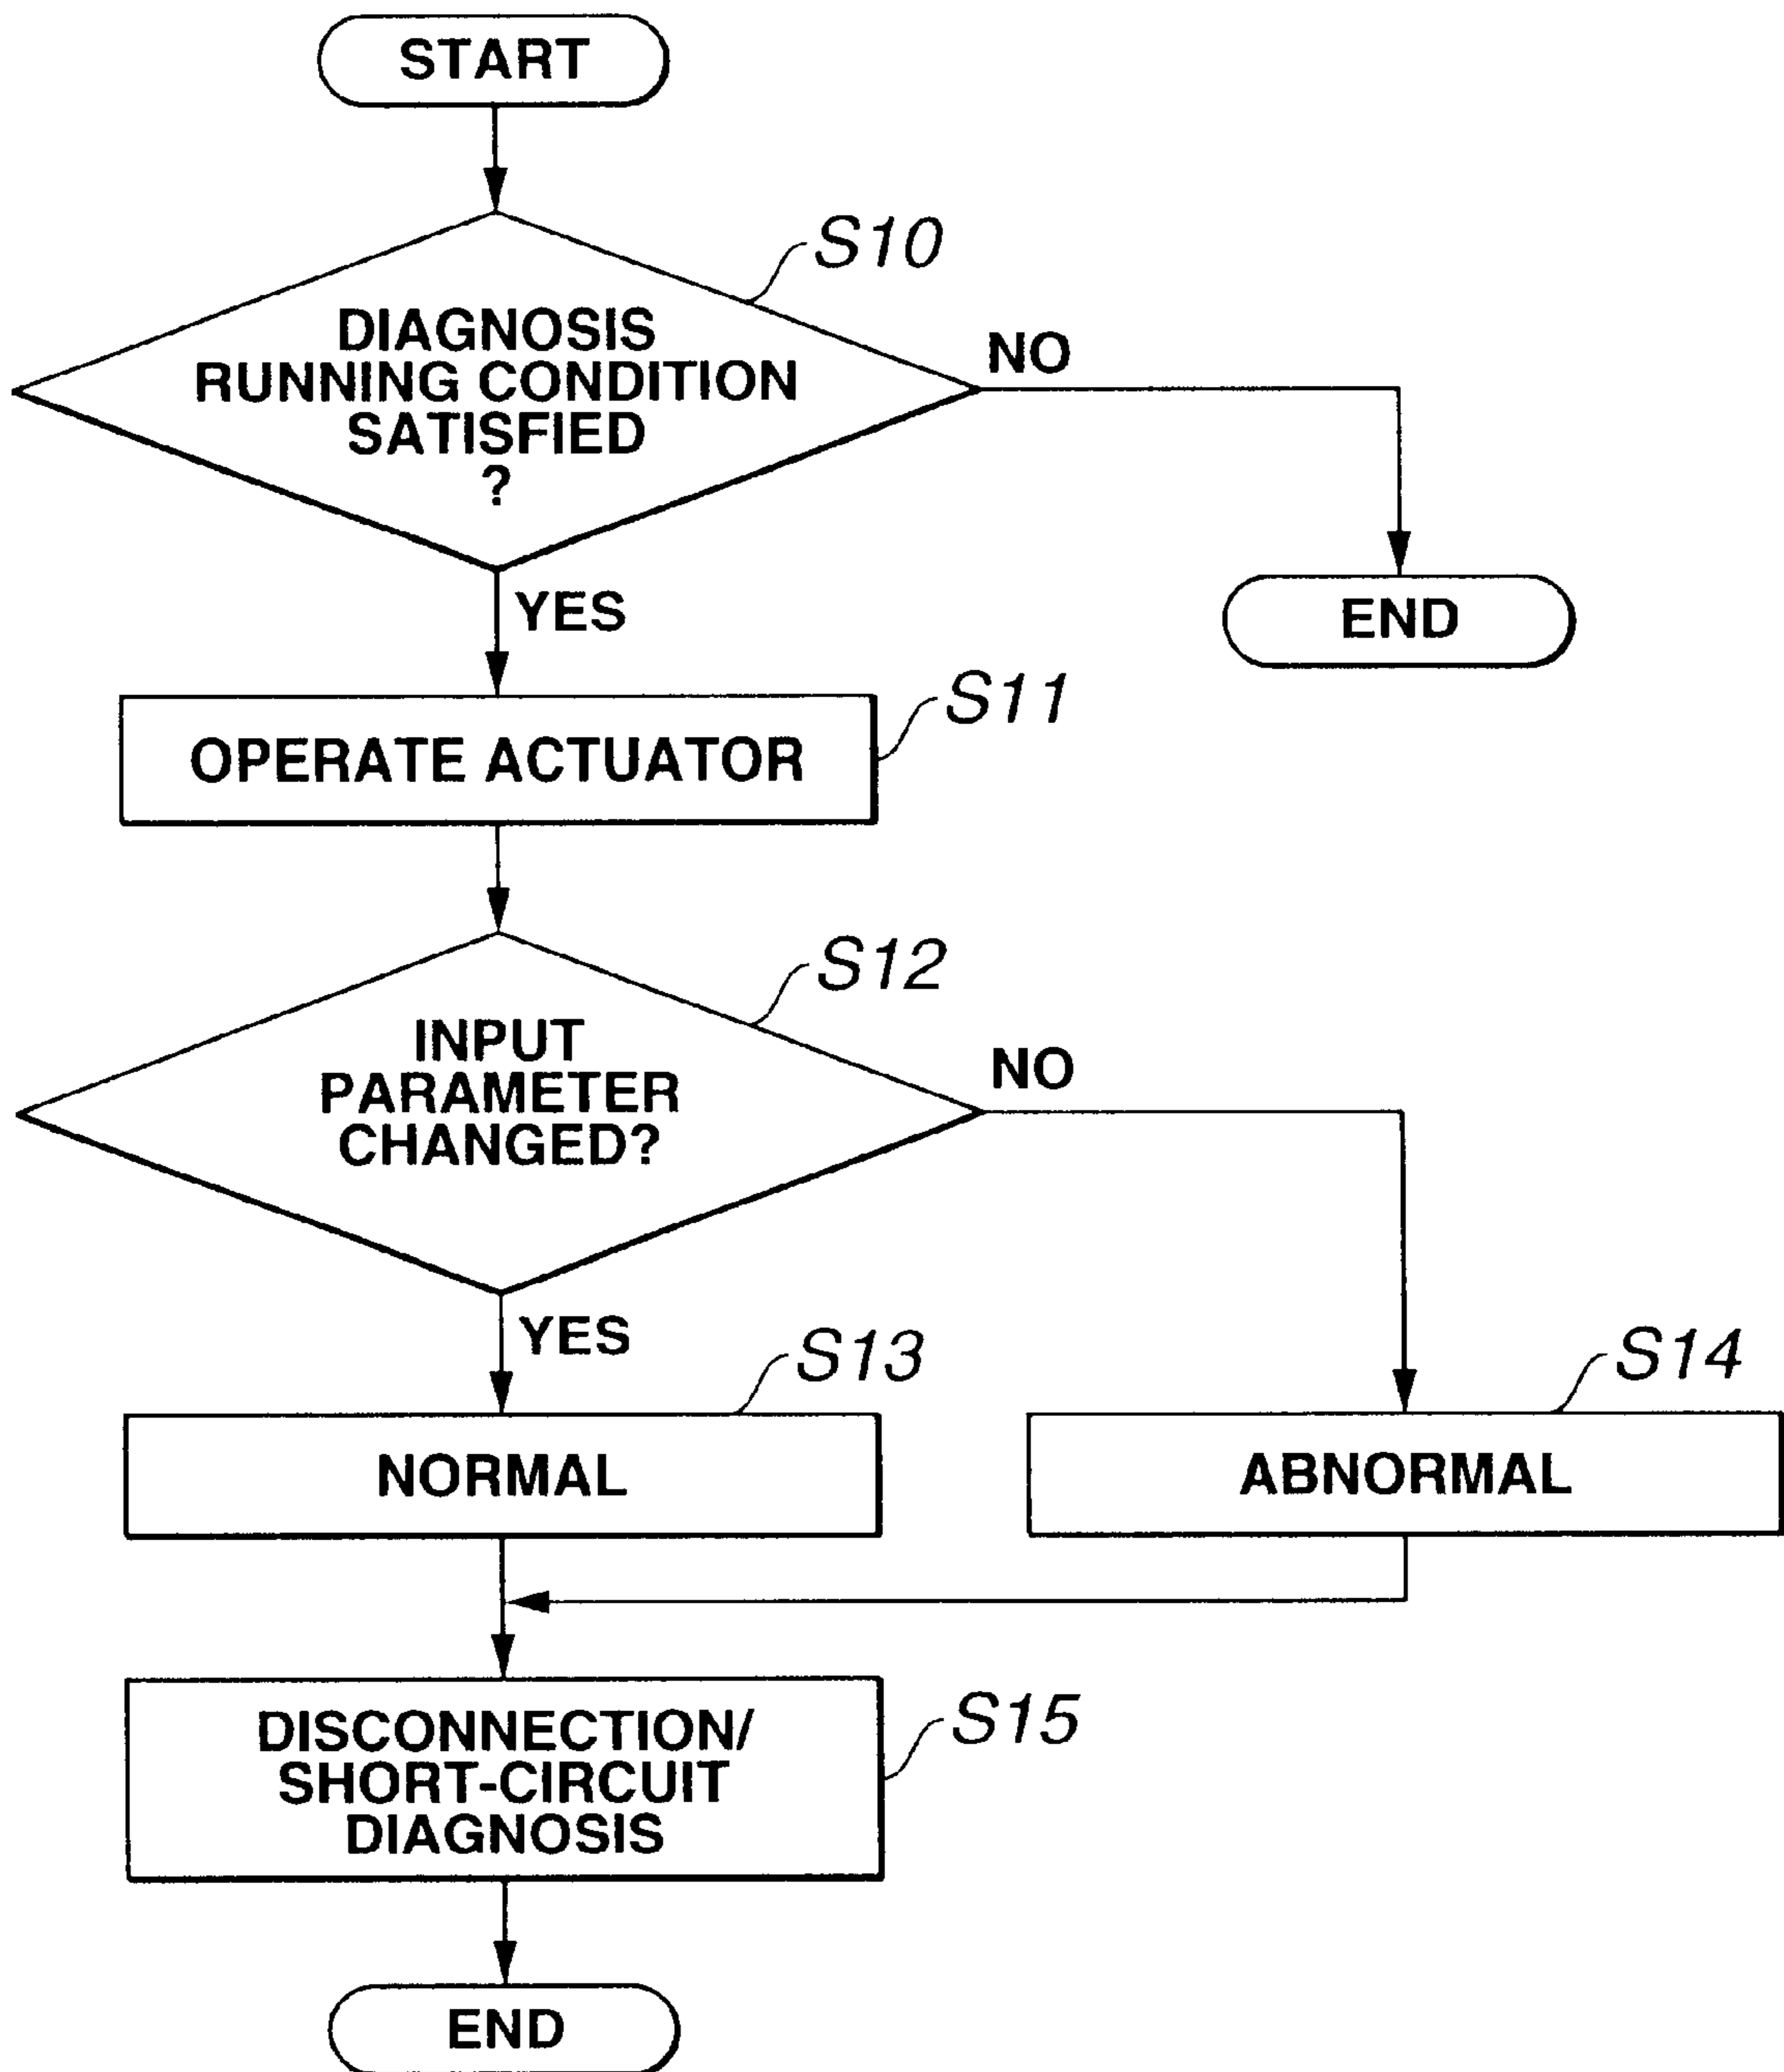 START
S10
DIAGNOSIS
RUNNING CONDITION
SATISFIED
?
NO
YES
END
S11
OPERATE ACTUATOR
S12
INPUT
PARAMETER
CHANGED?
NO
YES
S13
S14
NORMAL
ABNORMAL
DISCONNECTION/
SHORT-CIRCUIT
DIAGNOSIS
S15
END